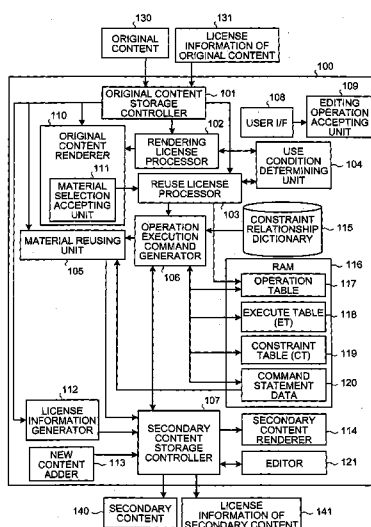 130
131
ORIGINAL
CONTENT
LICENSE
INFORMATION OF
ORIGINAL CONTENT
100
ORIGINAL CONTENT
STORAGE
CONTROLLER
101
108
109
USER I/F
EDITING
OPERATION
ACCEPTING
UNIT
110
102
ORIGINAL
CONTENT
RENDERER
RENDERING
LICENSE
PROCESSOR
USE CONDITION
DETERMINING
UNIT
104
111
MATERIAL
SELECTION
ACCEPTING
UNIT
REUSE LICENSE
PROCESSOR
103
CONSTRAINT
RELATIONSHIP
DICTIONARY
115
MATERIAL REUSING
UNIT
105
OPERATION
EXECUTION
COMMAND
GENERATOR
106
RAM
116
OPERATION
TABLE
117
EXECUTE TABLE
(ET)
118
CONSTRAINT
TABLE (CT)
119
COMMAND
STATEMENT
DATA
120
112
LICENSE
INFORMATION
GENERATOR
107
SECONDARY
CONTENT
STORAGE
CONTROLLER
SECONDARY
CONTENT
RENDERER
114
NEW
CONTENT
ADDER
113
EDITOR
121
140
SECONDARY
CONTENT
LICENSE
INFORMATION OF
SECONDARY CONTENT
141